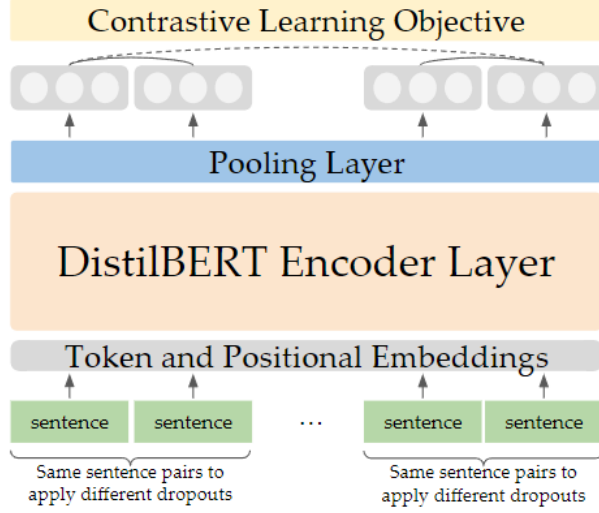 Contrastive Learning Objective
Pooling Layer
DistilBERT Encoder Layer
Token and Positional Embeddings
sentence sentence ... sentence sentence
Same sentence pairs to
apply different dropouts
Same sentence pairs to
apply different dropouts